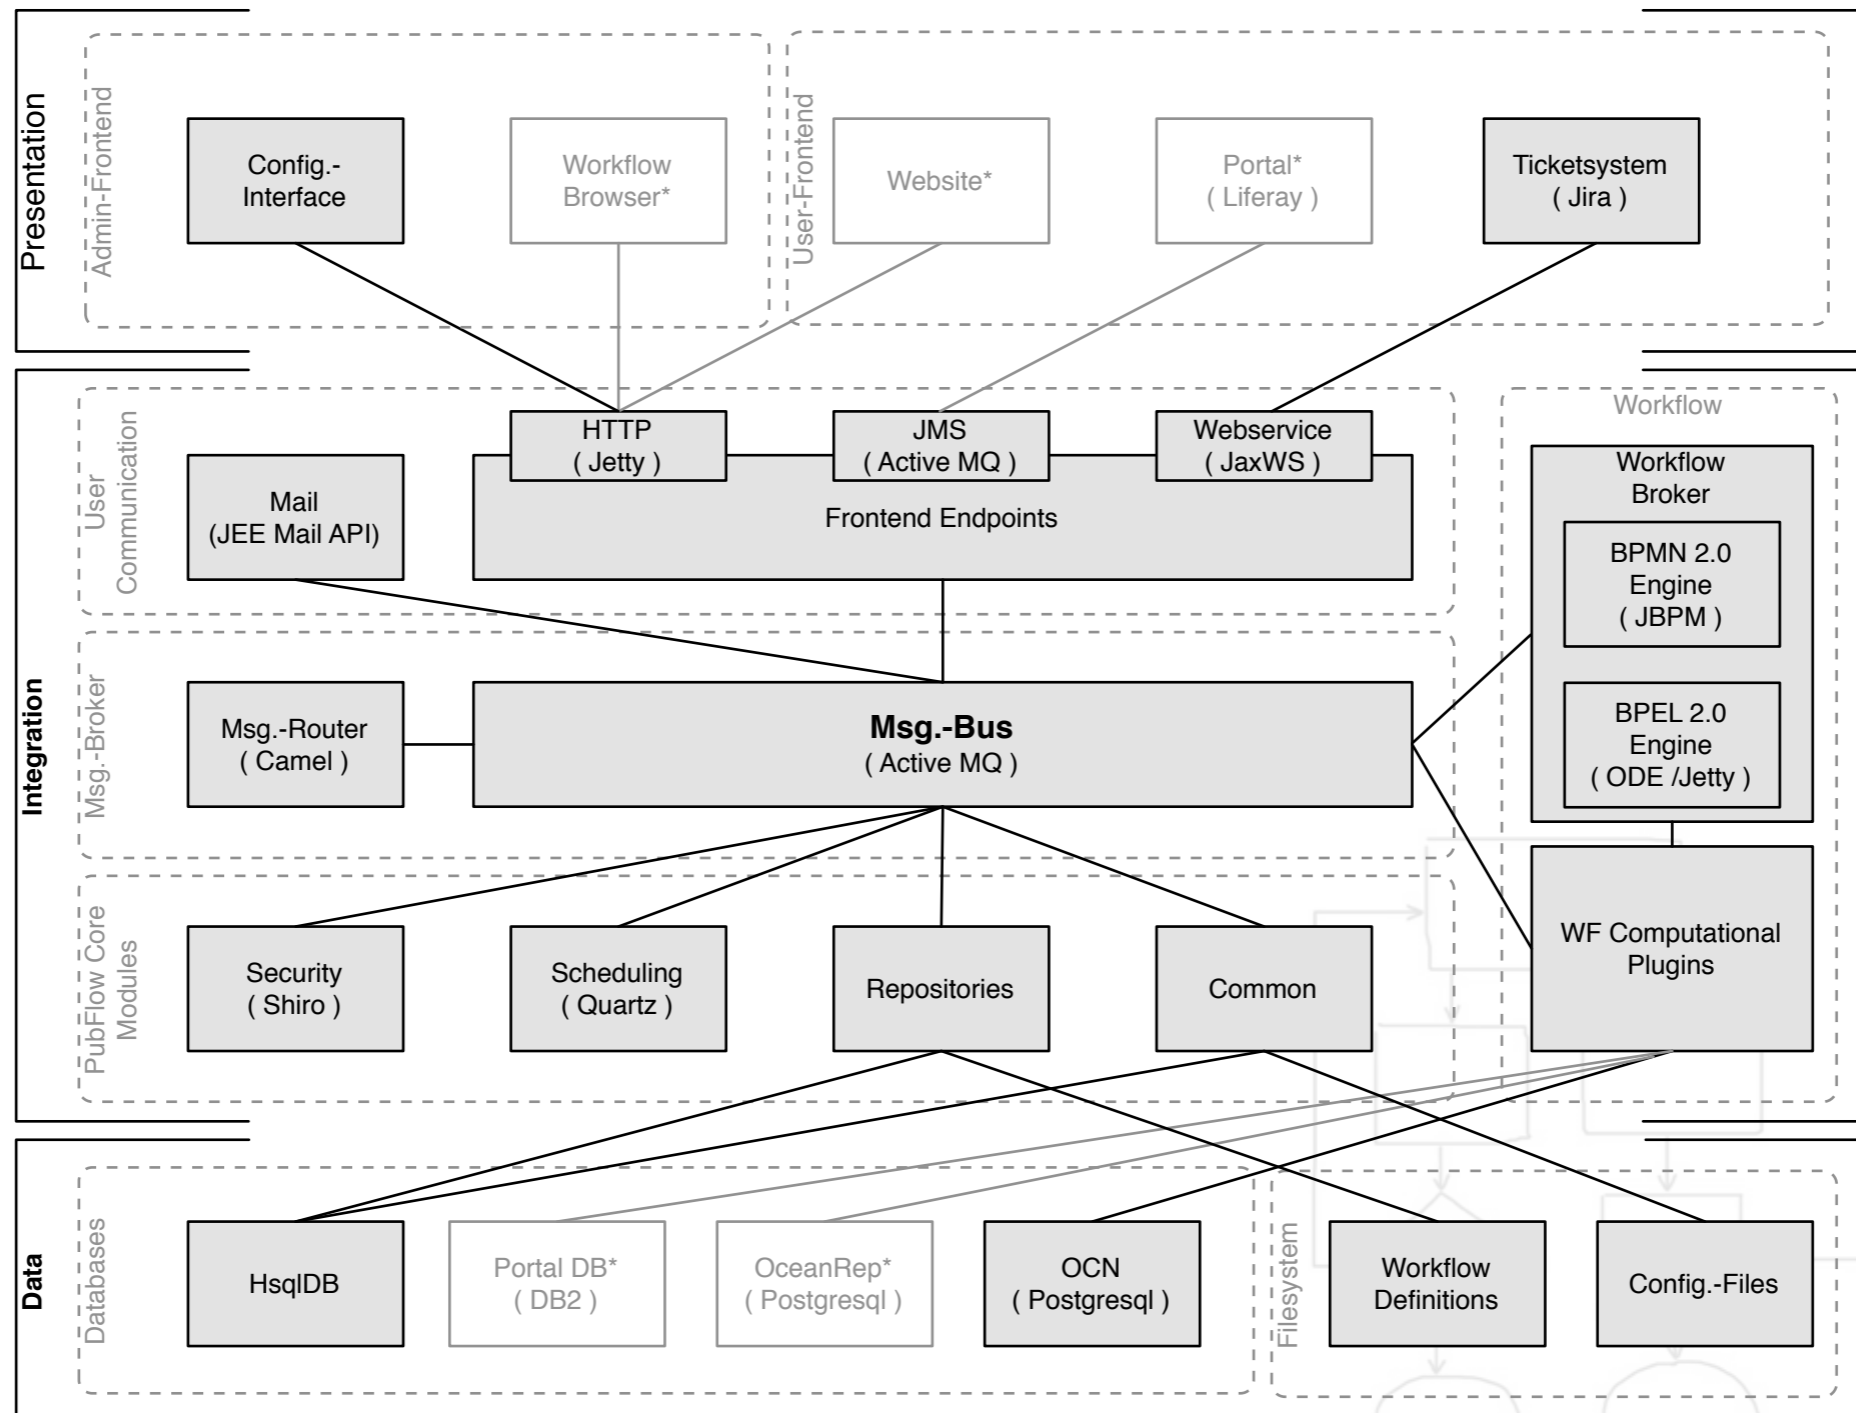 Presentation
Admin-Frontend
Config.-
Interface
Workflow
Browser*
User-Frontend
Website*
Portal*
( Liferay )
Ticketsystem
( Jira )
Integration
User
Communication
Mail
(JEE Mail API)
HTTP
( Jetty )
JMS
( Active MQ )
Webservice
( JaxWS )
Frontend Endpoints
Workflow
Workflow
Broker
BPMN 2.0
Engine
( JBPM )
BPEL 2.0
Engine
( ODE /Jetty )
WF Computational
Plugins
Msg.-Broker
Msg.-Router
( Camel )
Msg.-Bus
( Active MQ )
PubFlow Core
Modules
Security
( Shiro )
Scheduling
( Quartz )
Repositories
Common
Data
Databases
HsqlDB
Portal DB*
( DB2 )
OceanRep*
( Postgresql )
OCN
( Postgresql )
Filesystem
Workflow
Definitions
Config.-Files